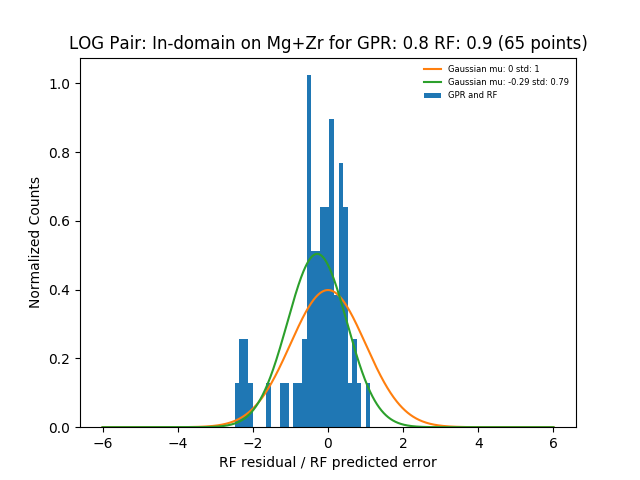 LOG Pair: In-domain on Mg+Zr for GPR: 0.8 RF: 0.9 (65 points)
Gaussian mu: 0 std: 1
Gaussian mu: -0.29 std: 0.79
GPR and RF
Normalized Counts
1.0
0.8
0.6
0.4
0.2
0.0
−6 −4 −2 0 2 4 6
RF residual / RF predicted error